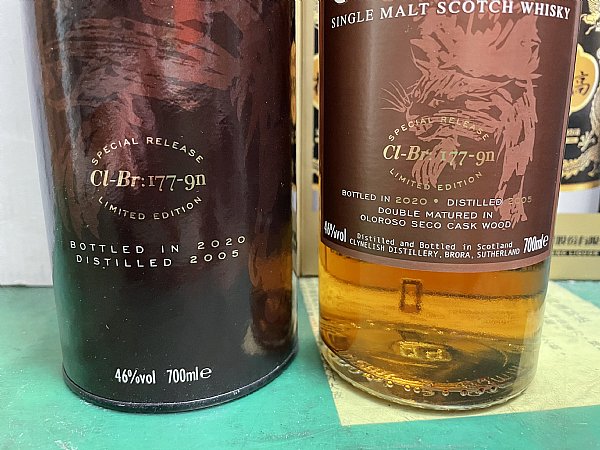 SPECIAL RELEASE
Cl-Br: 177-9n
LIMITED EDITION
BOTTLED IN 2020
DISTILLED 2005
46%vol 700ml e
SINGLE MALT SCOTCH WHISKY
SPECIAL RELEASE
Cl-Br: 177-9n
LIMITED EDITION
BOTTLED IN 2020 • DISTILLED 2005
DOUBLE MATURED IN
OLOROSO SECO CASK WOOD
46%vol
Distilled and Bottled in Scotland
CLYNELISH DISTILLERY, BRORA, SUTHERLAND
700ml e
高